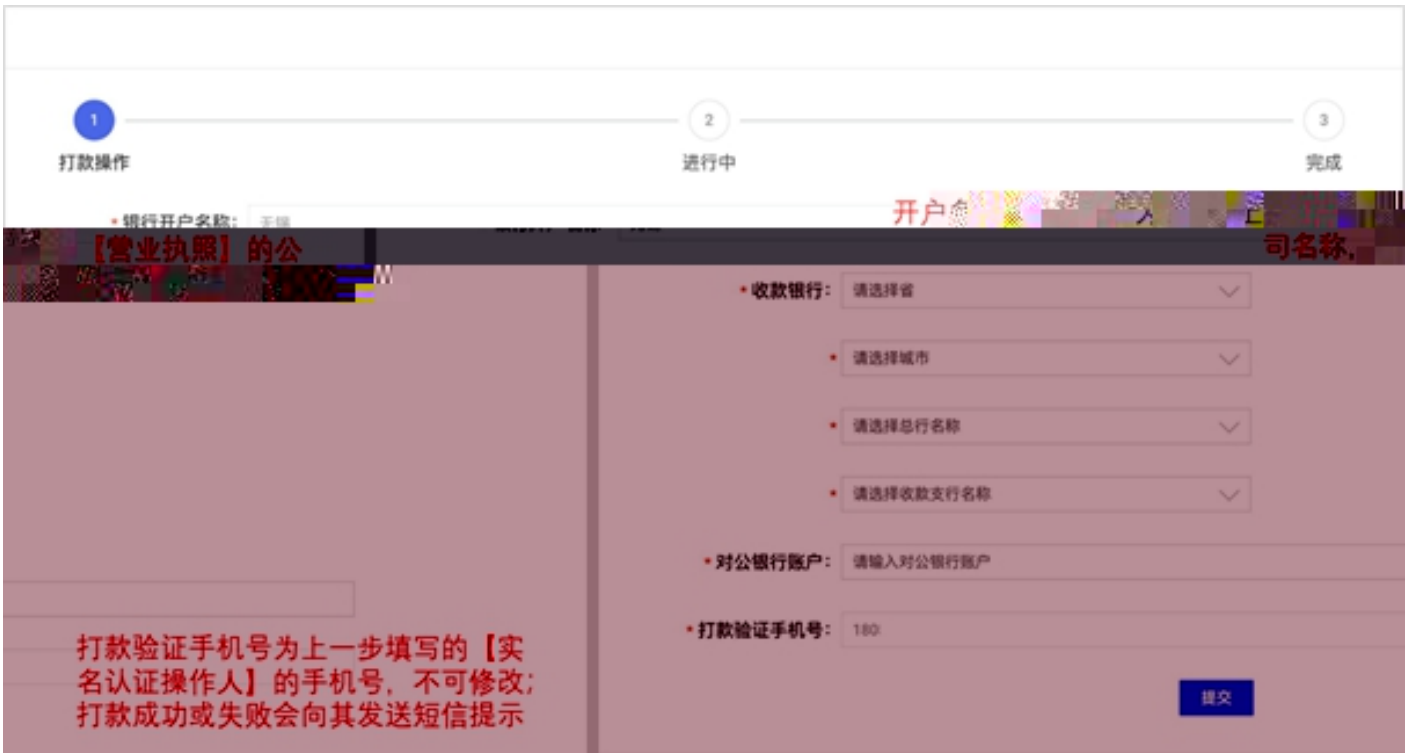 1
2
3
打款操作
进行中
完成
* 银行开户名称: 无锡
开户
【营业执照】的公
司名称,
* 收款银行: 请选择省
* 请选择城市
* 请选择总行名称
* 请选择收款支行名称
* 对公银行账户: 请输入对公银行账户
* 打款验证手机号: 180
打款验证手机号为上一步填写的【实
名认证操作人】的手机号, 不可修改;
打款成功或失败会向其发送短信提示
提交